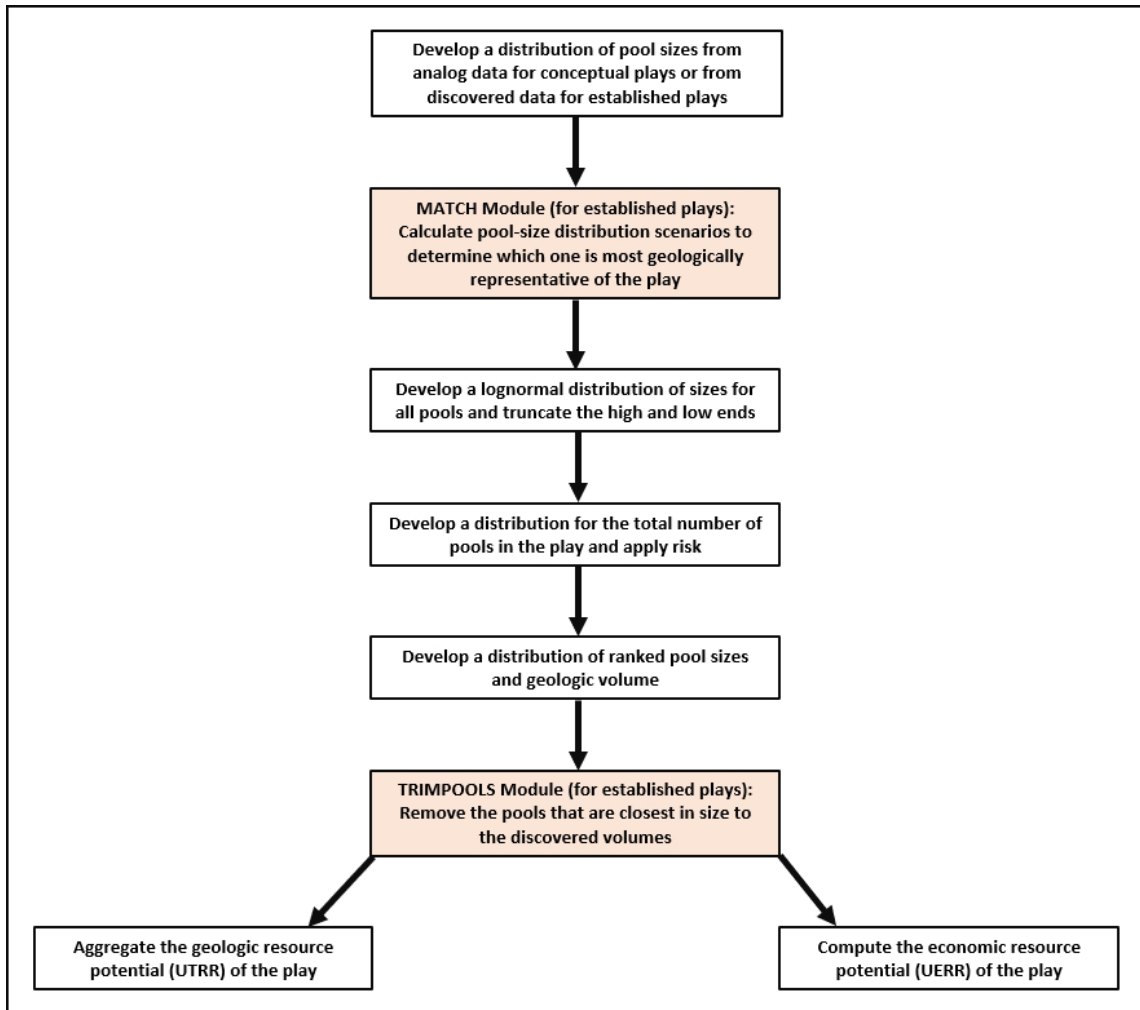 Develop a distribution of pool sizes from
analog data for conceptual plays or from
discovered data for established plays
MATCH Module (for established plays):
Calculate pool-size distribution scenarios to
determine which one is most geologically
representative of the play
Develop a lognormal distribution of sizes for
all pools and truncate the high and low ends
Develop a distribution for the total number of
pools in the play and apply risk
Develop a distribution of ranked pool sizes
and geologic volume
TRIMPOOLS Module (for established plays):
Remove the pools that are closest in size to
the discovered volumes
Aggregate the geologic resource
potential (UTRR) of the play
Compute the economic resource
potential (UERR) of the play